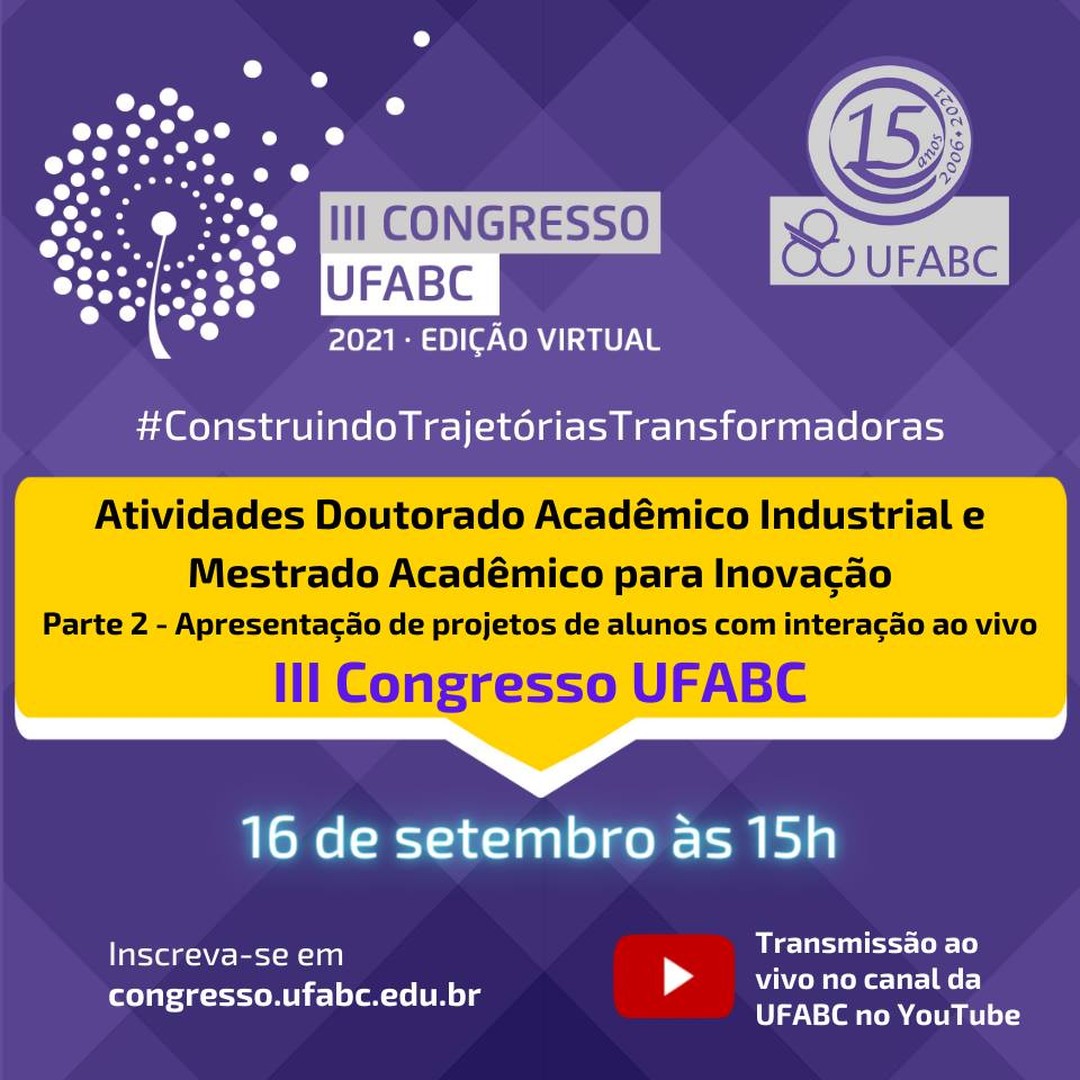 III CONGRESSO
UFABC
2021 · EDIÇÃO VIRTUAL
15
anos
2006 • 2021
UFABC
#ConstruindoTrajetóriasTransformadoras
Atividades Doutorado Acadêmico Industrial e
Mestrado Acadêmico para Inovação
Parte 2 - Apresentação de projetos de alunos com interação ao vivo
III Congresso UFABC
16 de setembro às 15h
Inscreva-se em
congresso.ufabc.edu.br
Transmissão ao
vivo no canal da
UFABC no YouTube